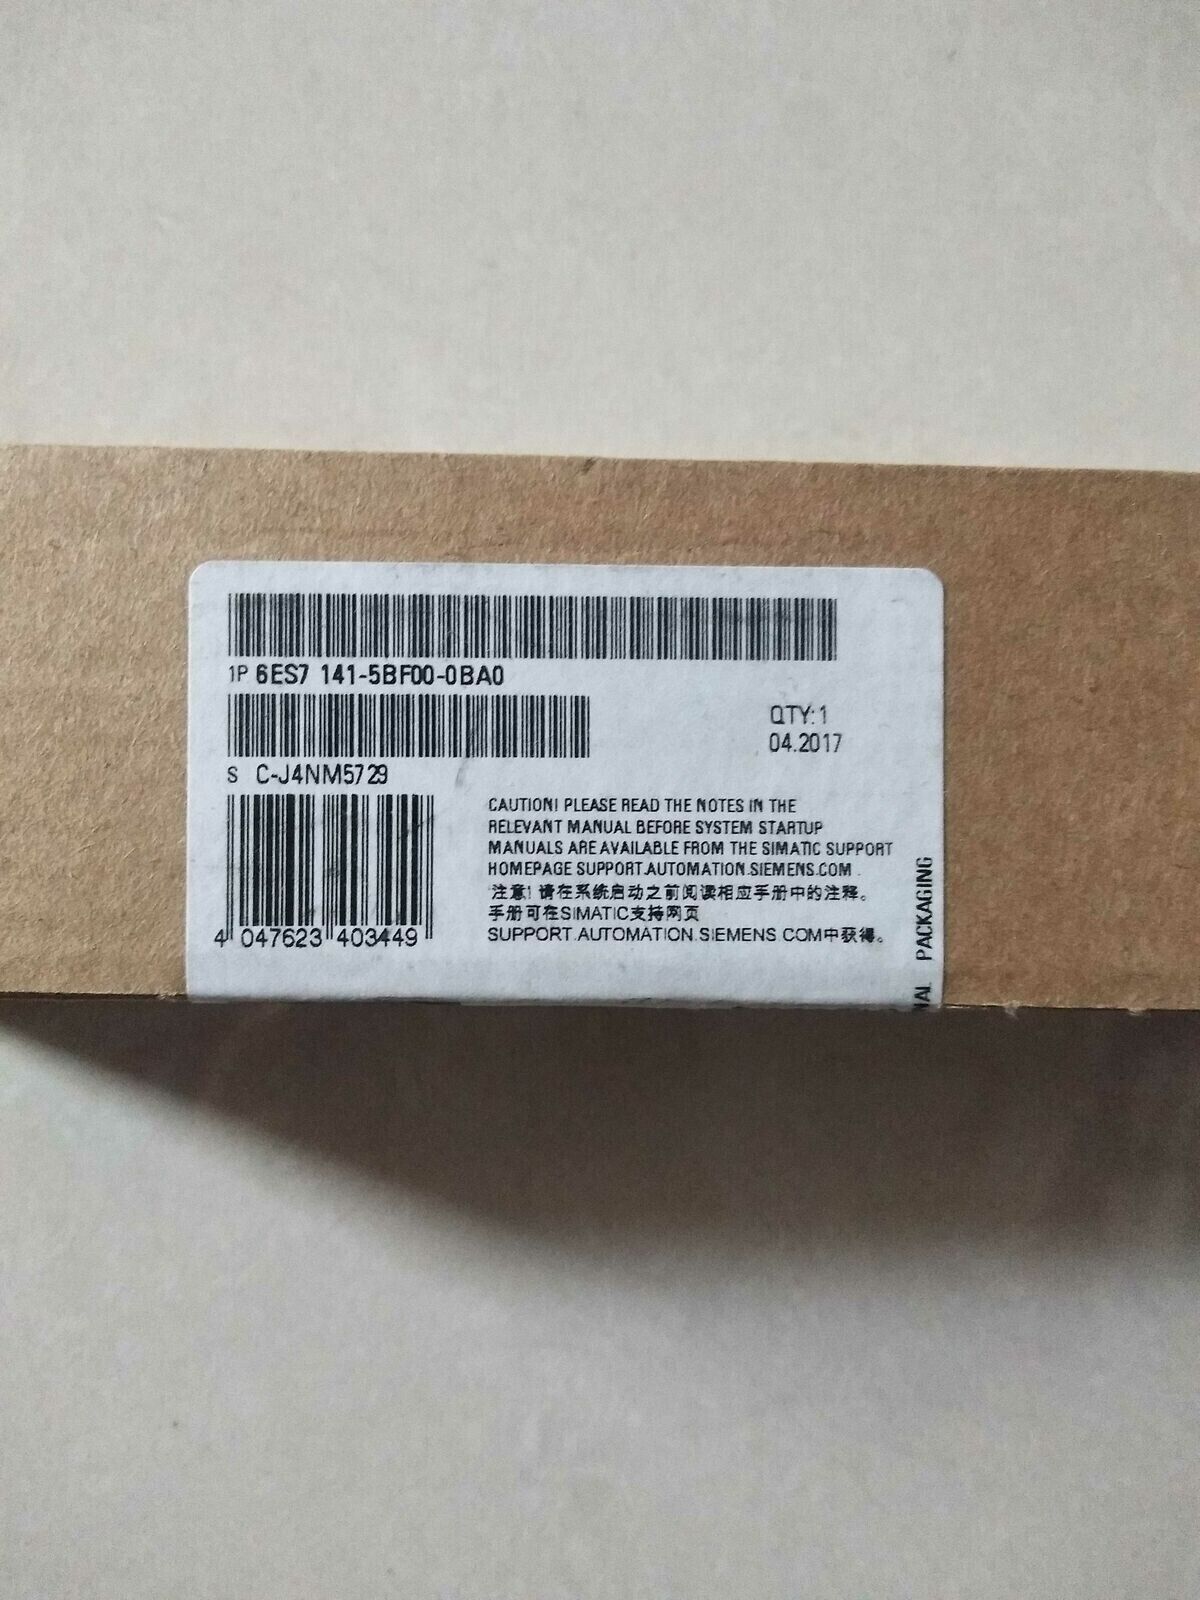 1P 6ES7 141-5BF00-0BA0
QTY:1
04.2017
S C-J4NM5729
CAUTION! PLEASE READ THE NOTES IN THE
RELEVANT MANUAL BEFORE SYSTEM STARTUP
MANUALS ARE AVAILABLE FROM THE SIMATIC SUPPORT
HOMEPAGE SUPPORT.AUTOMATION.SIEMENS.COM .
注意! 请在系统启动之前阅读相应手册中的注释。
手册可在SIMATIC支持网页
SUPPORT.AUTOMATION.SIEMENS.COM中获得。
4 047623 403449
PACKAGING